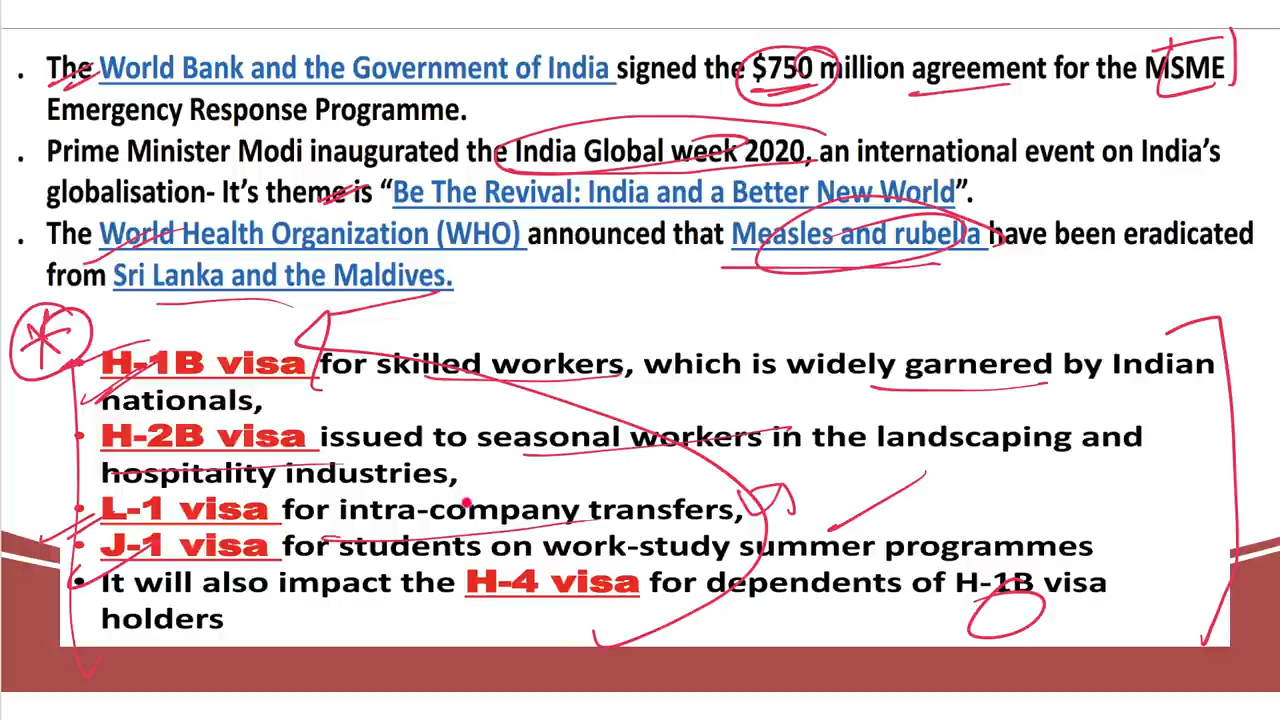 . The World Bank and the Government of India signed the $750 million agreement for the MSME
Emergency Response Programme.
. Prime Minister Modi inaugurated the India Global week 2020, an international event on India’s
globalisation- It’s theme is “Be The Revival: India and a Better New World”.
. The World Health Organization (WHO) announced that Measles and rubella have been eradicated
from Sri Lanka and the Maldives.
• H-1B visa for skilled workers, which is widely garnered by Indian
nationals,
• H-2B visa issued to seasonal workers in the landscaping and
hospitality industries,
• L-1 visa for intra-company transfers,
• J-1 visa for students on work-study summer programmes
• It will also impact the H-4 visa for dependents of H-1B visa
holders